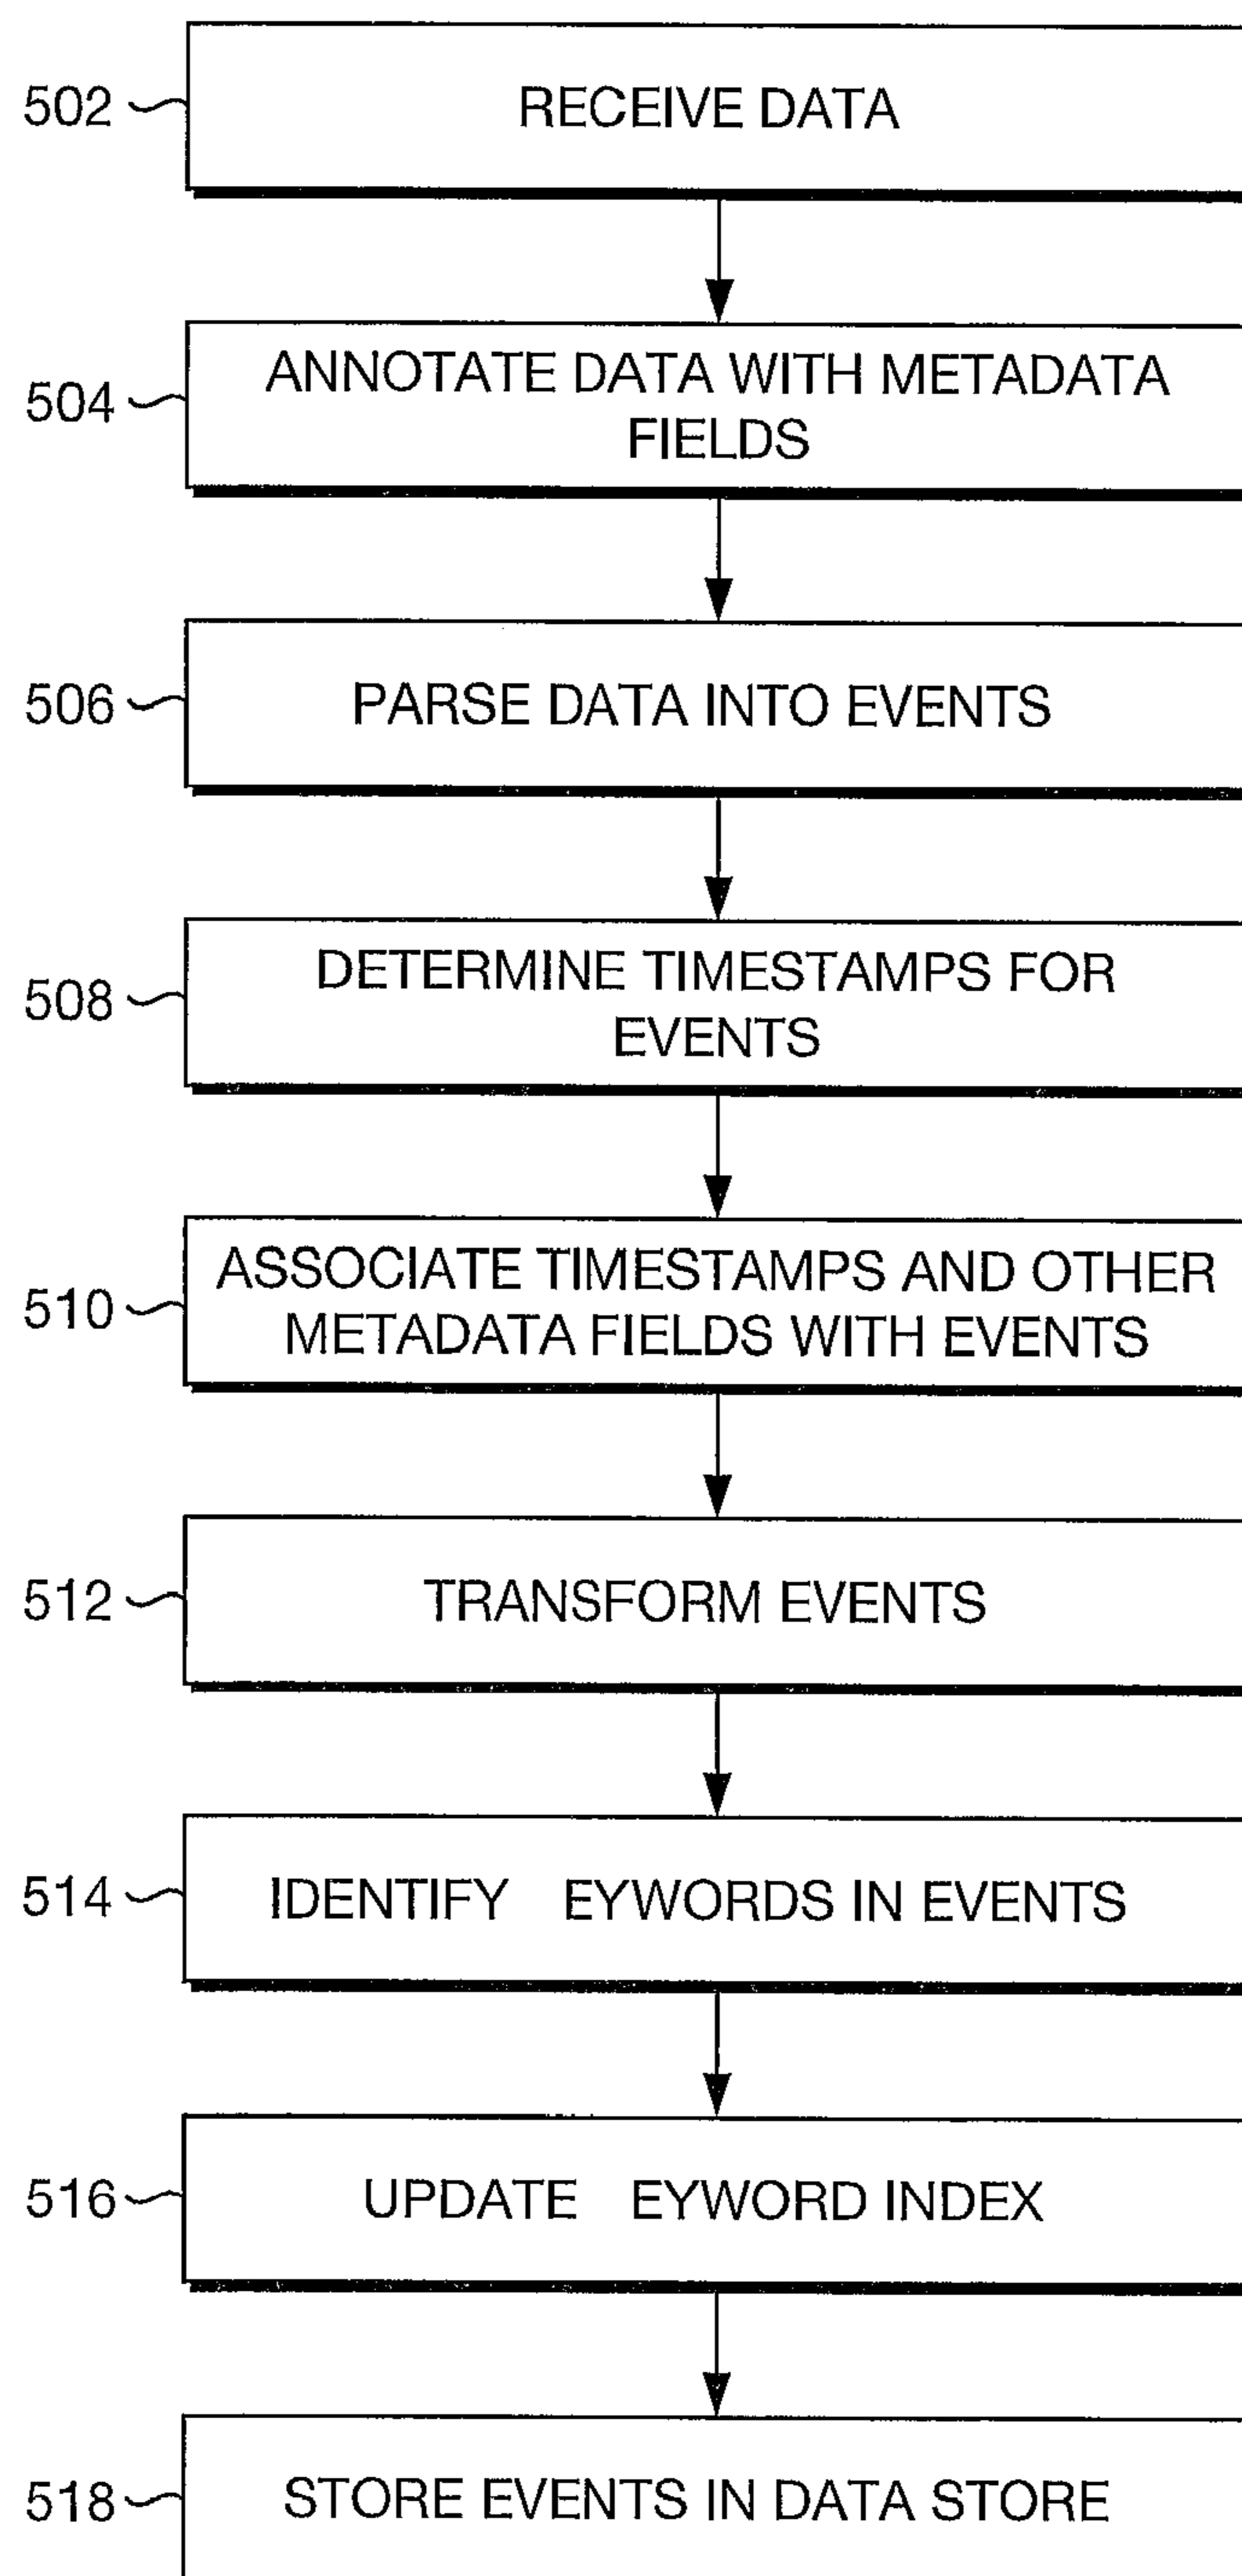 502
RECEIVE DATA
504
ANNOTATE DATA WITH METADATA
FIELDS
506
PARSE DATA INTO EVENTS
508
DETERMINE TIMESTAMPS FOR
EVENTS
510
ASSOCIATE TIMESTAMPS AND OTHER
METADATA FIELDS WITH EVENTS
512
TRANSFORM EVENTS
514
IDENTIFY EYWORDS IN EVENTS
516
UPDATE EYWORD INDEX
518
STORE EVENTS IN DATA STORE